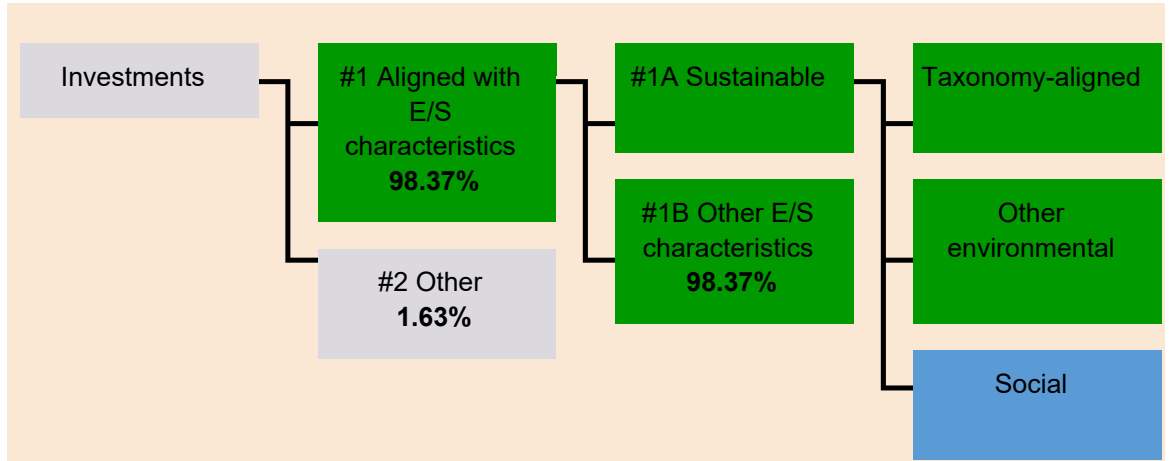 Investments
#1 Aligned with
E/S
characteristics
98.37%
#2 Other
1.63%
#1A Sustainable
#1B Other E/S
characteristics
98.37%
Taxonomy-aligned
Other
environmental
Social